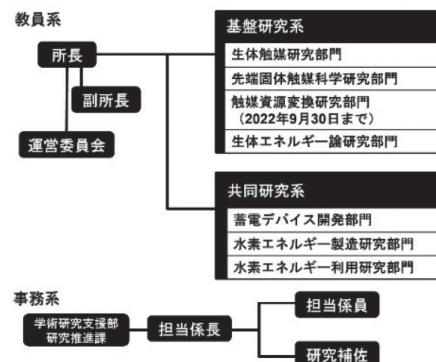 教員系
所長
副所長
運営委員会
基盤研究系
生体触媒研究部門
先端固体触媒科学研究部門
触媒資源変換研究部門
（2022年9月30日まで）
生体エネルギー論研究部門
共同研究系
蓄電デバイス開発部門
水素エネルギー製造研究部門
水素エネルギー利用研究部門
事務系
学術研究支援部
研究推進課
担当係長
担当係員
研究補佐